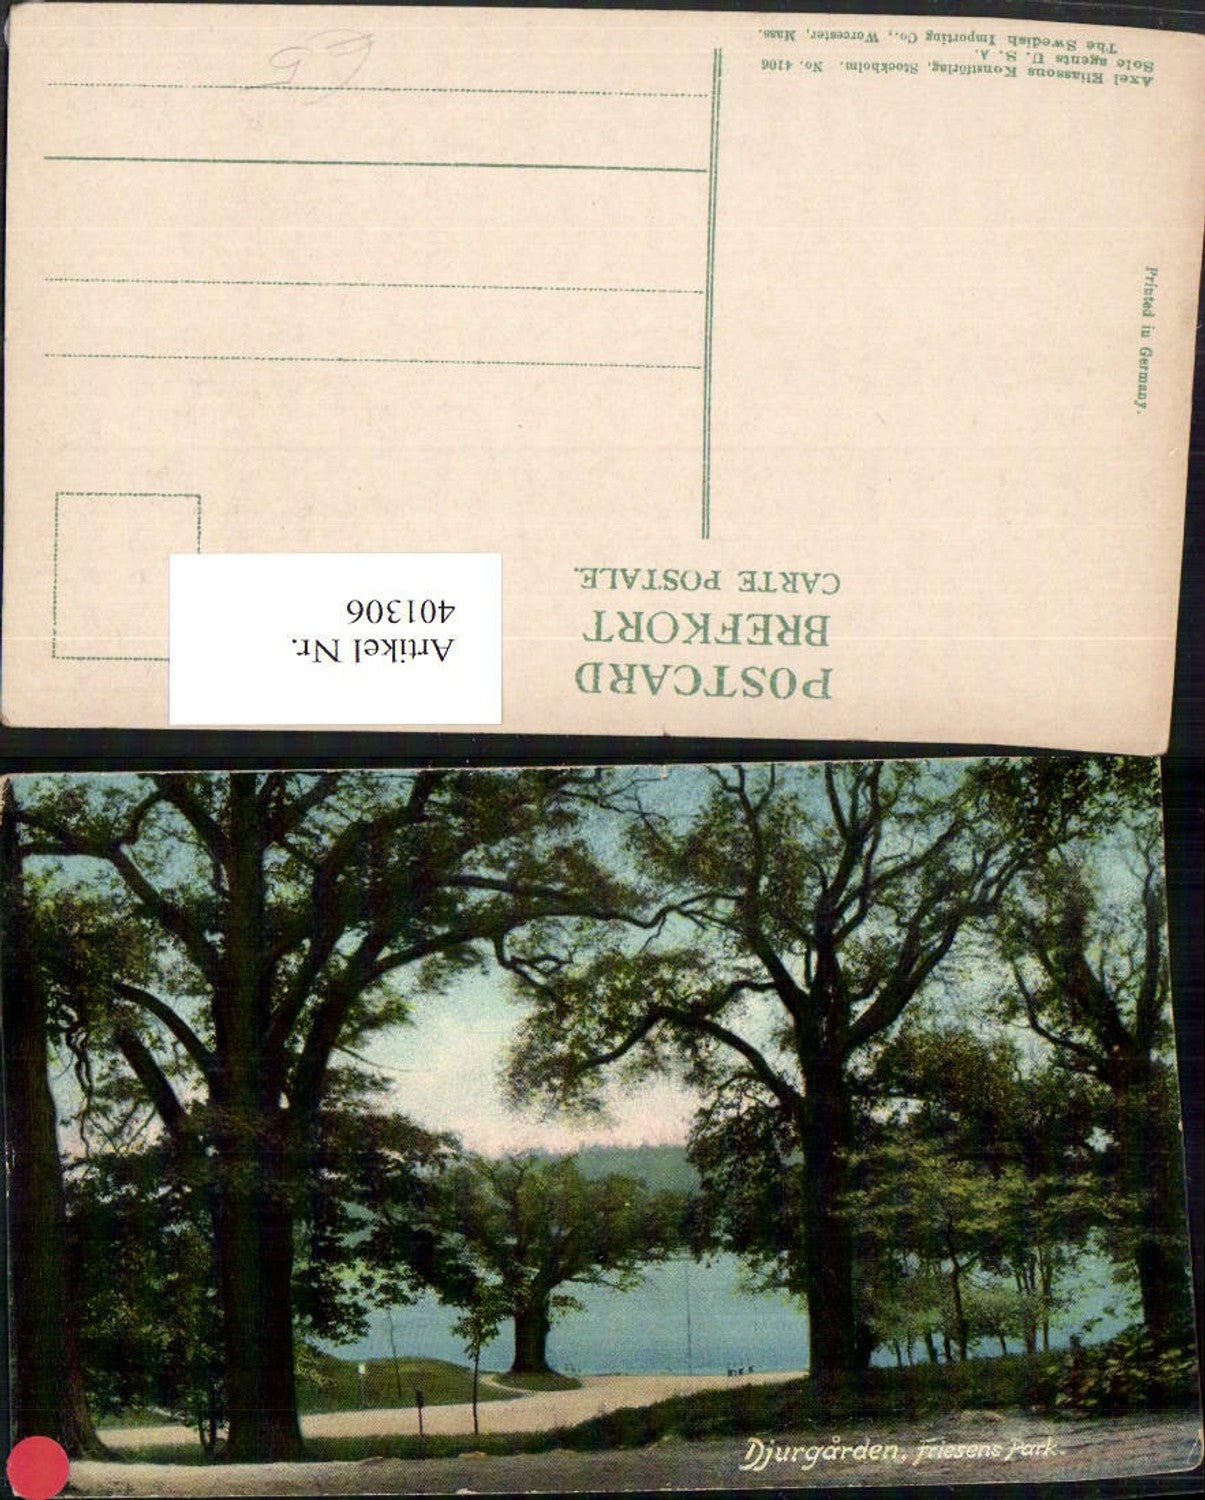 POSTCARD
BREFKORT
CARTE POSTALE.
Artikel Nr.
401306
Axel Eliassons Konstförlag, Stockholm. No. 4106
Sole agents U. S. A.
The Swedish Importing Co., Worcester, Mass.
Printed in Germany.
Djurgården, Friesens Park.